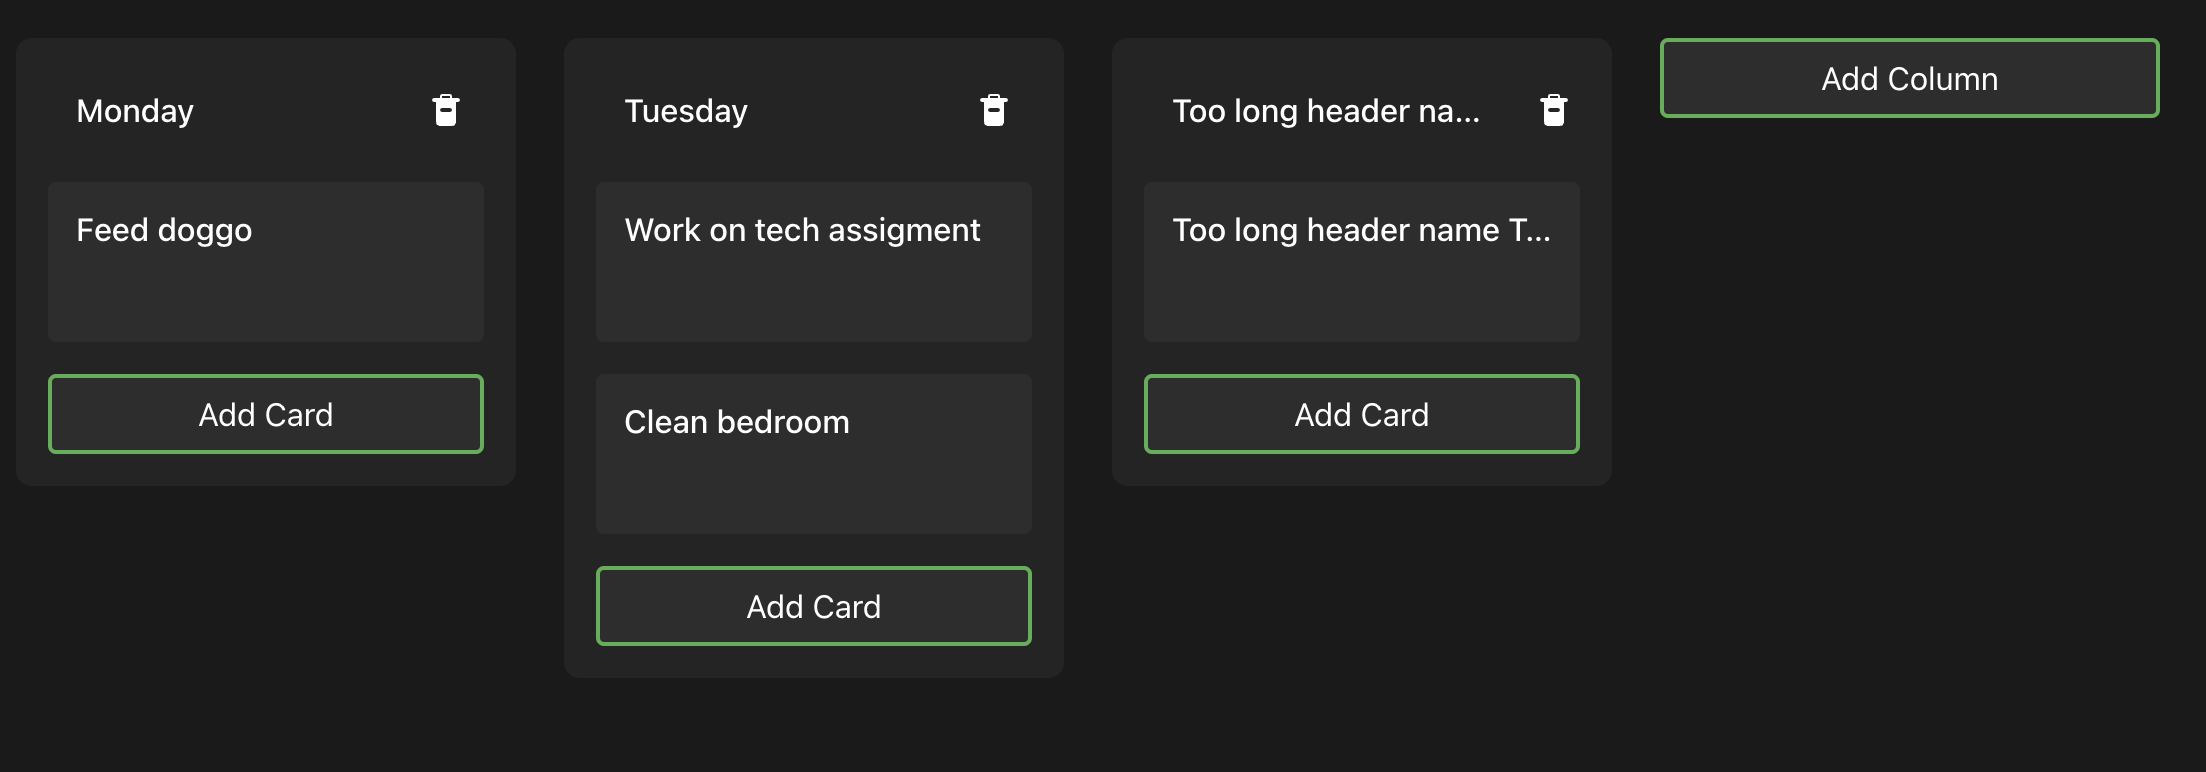 Monday
Feed doggo
Add Card
Tuesday
Work on tech assigment
Clean bedroom
Add Card
Too long header na...
Too long header name T...
Add Card
Add Column